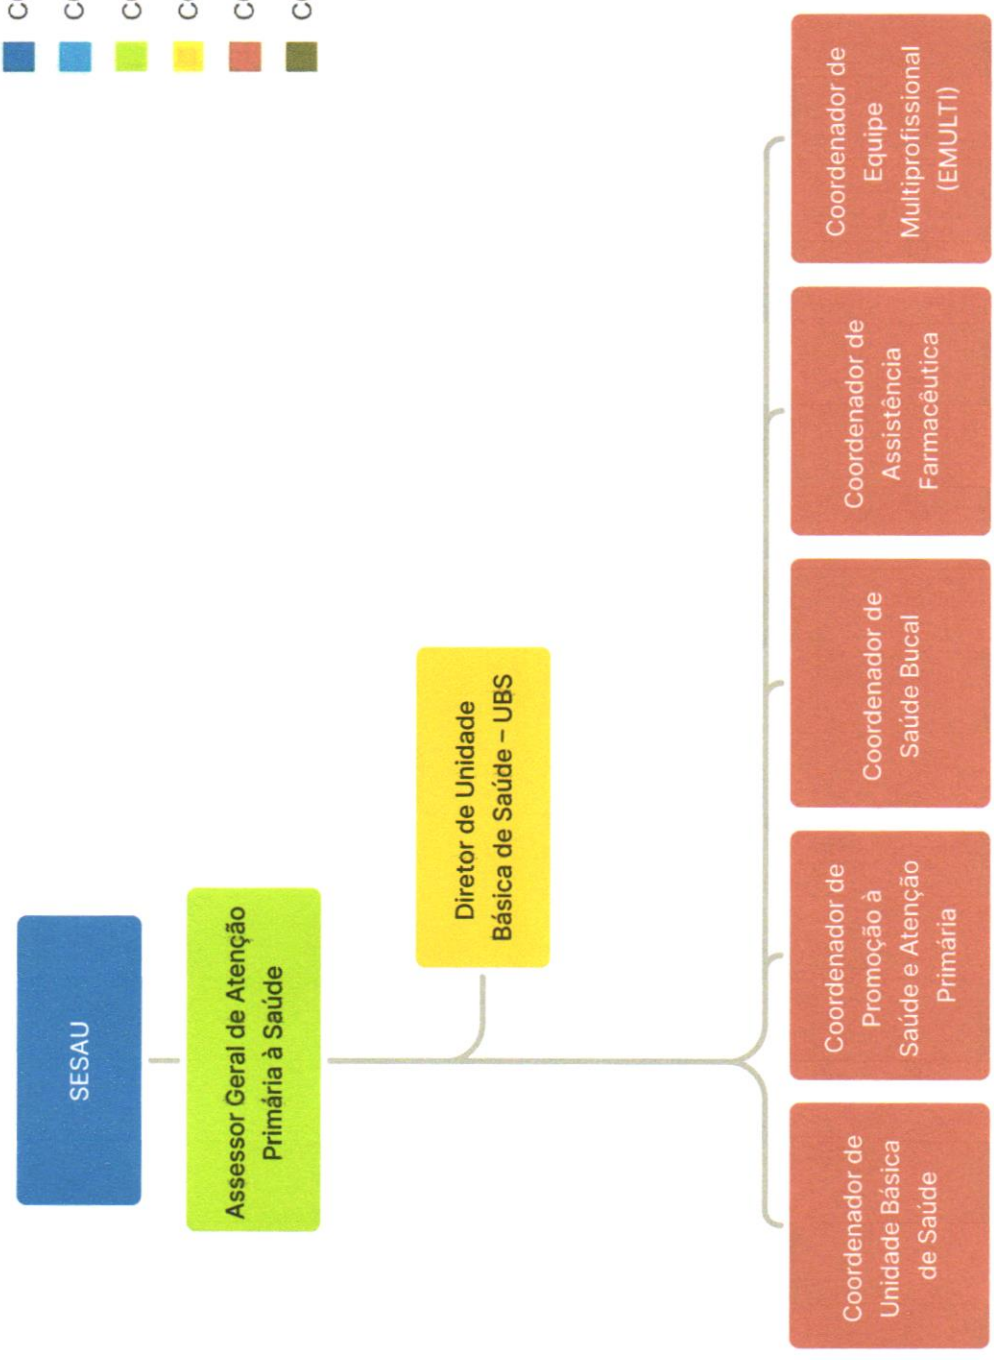 SESAU
Assessor Geral de Atenção
Primária à Saúde
Diretor de Unidade
Básica de Saúde – UBS
Coordenador de
Unidade Básica
de Saúde
Coordenador de
Promoção à
Saúde e Atenção
Primária
Coordenador de
Saúde Bucal
Coordenador de
Assistência
Farmacêutica
Coordenador de
Equipe
Multiprofissional
(EMULTI)